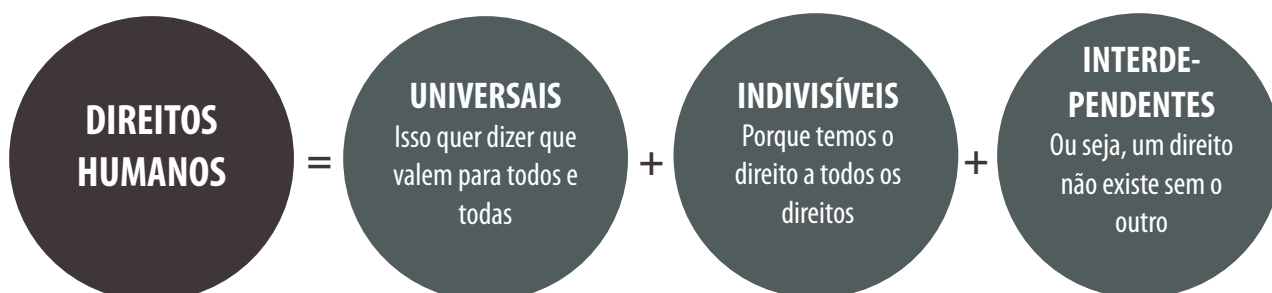 DIREITOS
HUMANOS
=
UNIVERSAIS
Isso quer dizer que
valem para todos e
todas
+
INDIVISÍVEIS
Porque temos o
direito a todos os
direitos
+
INTERDE-
PENDENTES
Ou seja, um direito
não existe sem o
outro